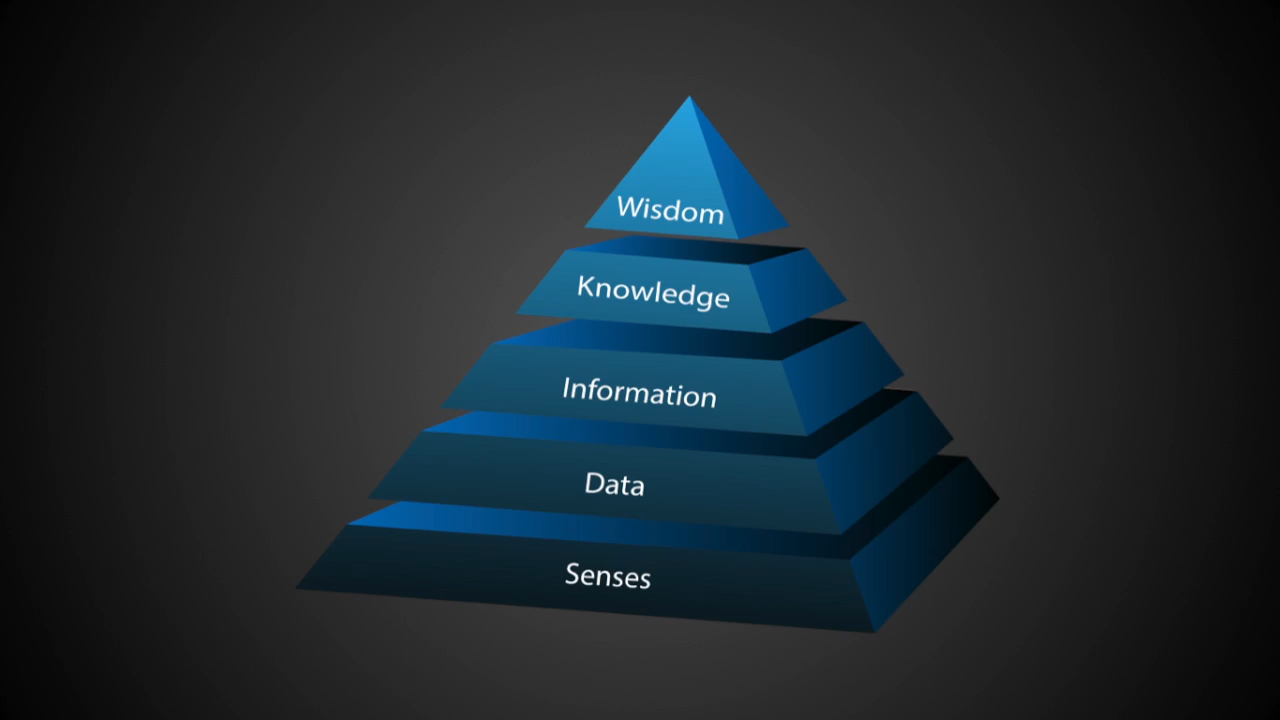 Wisdom
Knowledge
Information
Data
Senses